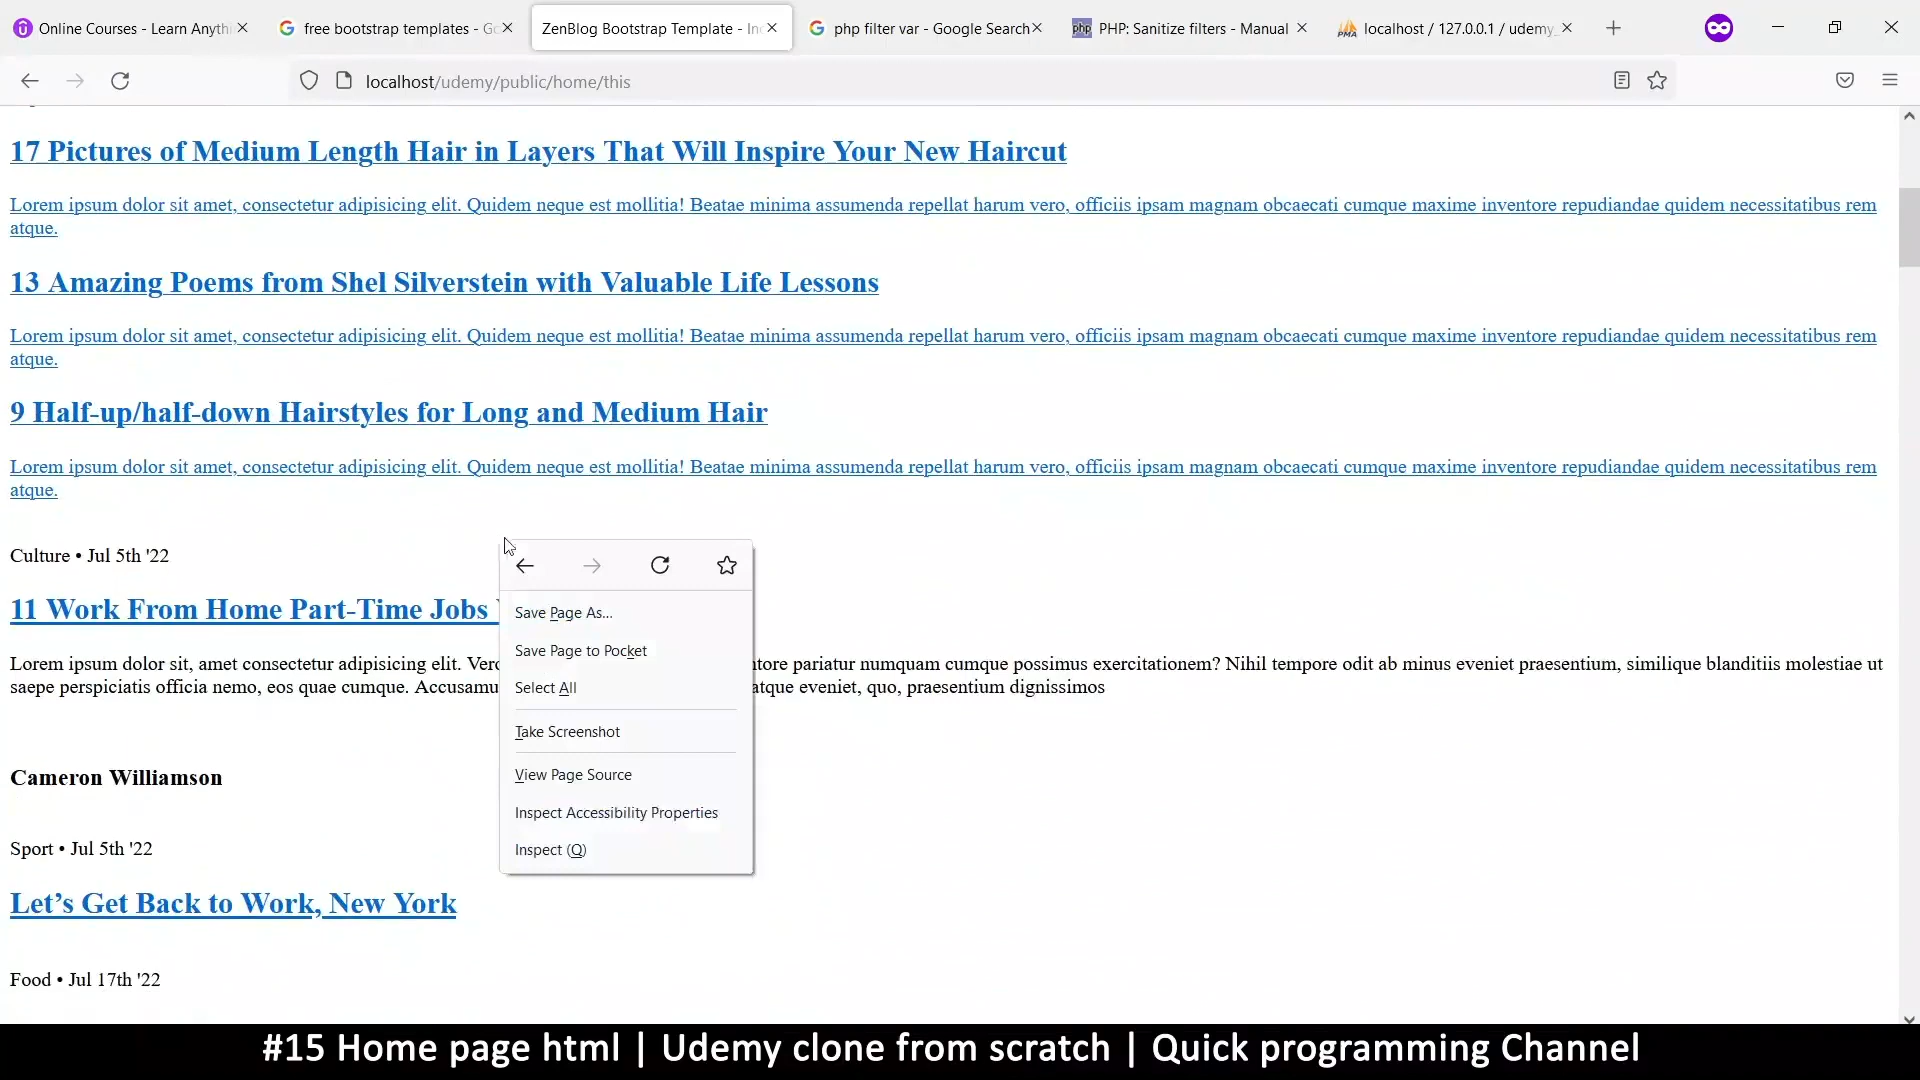 Online Courses - Learn Anythi
free bootstrap templates - Go
ZenBlog Bootstrap Template - In
php filter var - Google Search
php PHP: Sanitize filters - Manual
PMA localhost / 127.0.0.1 / udemy_
localhost/udemy/public/home/this
17 Pictures of Medium Length Hair in Layers That Will Inspire Your New Haircut
Lorem ipsum dolor sit amet, consectetur adipisicing elit. Quidem neque est mollitia! Beatae minima assumenda repellat harum vero, officiis ipsam magnam obcaecati cumque maxime inventore repudiandae quidem necessitatibus rem
atque.
13 Amazing Poems from Shel Silverstein with Valuable Life Lessons
Lorem ipsum dolor sit amet, consectetur adipisicing elit. Quidem neque est mollitia! Beatae minima assumenda repellat harum vero, officiis ipsam magnam obcaecati cumque maxime inventore repudiandae quidem necessitatibus rem
atque.
9 Half-up/half-down Hairstyles for Long and Medium Hair
Lorem ipsum dolor sit amet, consectetur adipisicing elit. Quidem neque est mollitia! Beatae minima assumenda repellat harum vero, officiis ipsam magnam obcaecati cumque maxime inventore repudiandae quidem necessitatibus rem
atque.
Culture • Jul 5th '22
11 Work From Home Part-Time Jobs
Lorem ipsum dolor sit, amet consectetur adipisicing elit. Vero
ntore pariatur numquam cumque possimus exercitationem? Nihil tempore odit ab minus eveniet praesentium, similique blanditiis molestiae ut
saepe perspiciatis officia nemo, eos quae cumque. Accusamu
atque eveniet, quo, praesentium dignissimos
Save Page As...
Save Page to Pocket
Select All
Take Screenshot
View Page Source
Inspect Accessibility Properties
Inspect (Q)
Cameron Williamson
Sport • Jul 5th '22
Let’s Get Back to Work, New York
Food • Jul 17th '22
#15 Home page html | Udemy clone from scratch | Quick programming Channel